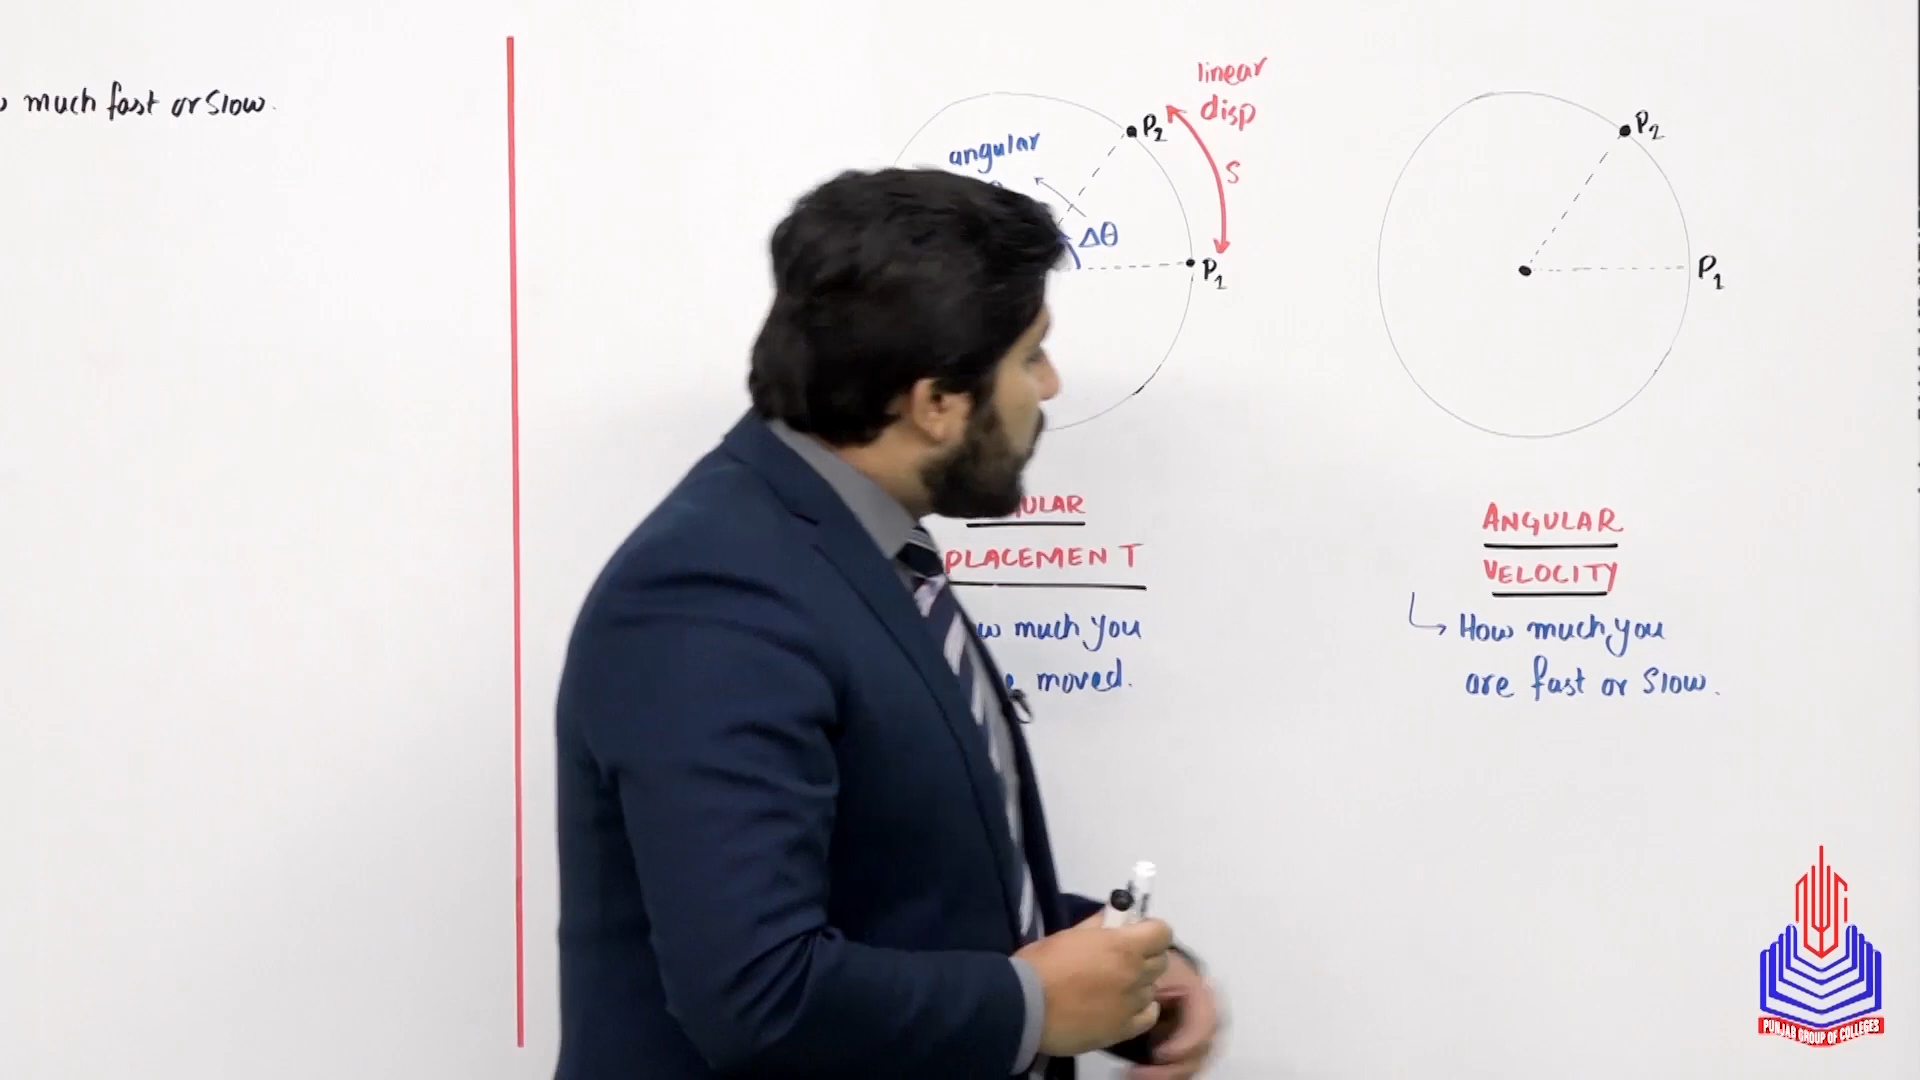 much fast or slow.
linear
disp
S
angular
P2
Δθ
P1
PLACEMENT
much you
moved.
P2
P1
ANGULAR
VELOCITY
How much you
are fast or slow.
PUNJAB GROUP OF COLLEGES